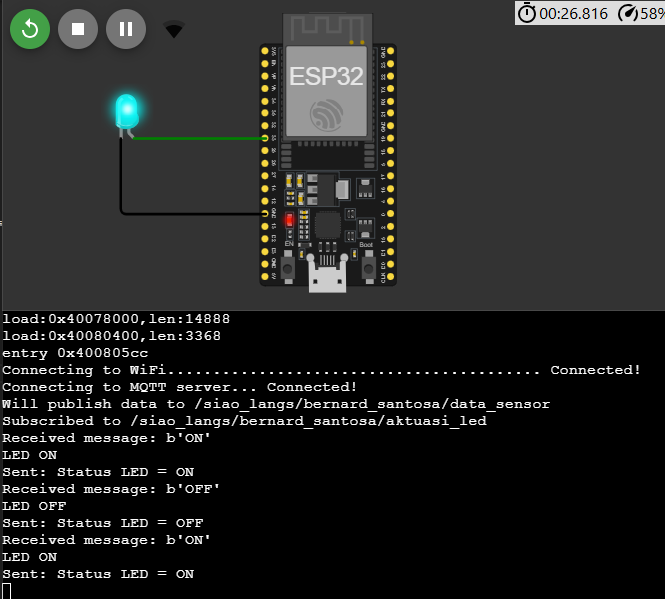 00:26.816 58%
ESP32
EN Boot
load:0x40078000,len:14888
load:0x40080400,len:3368
entry 0x400805cc
Connecting to WiFi......................................... Connected!
Connecting to MQTT server... Connected!
Will publish data to /siao_langs/bernard_santosa/data_sensor
Subscribed to /siao_langs/bernard_santosa/aktuasi_led
Received message: b'ON'
LED ON
Sent: Status LED = ON
Received message: b'OFF'
LED OFF
Sent: Status LED = OFF
Received message: b'ON'
LED ON
Sent: Status LED = ON